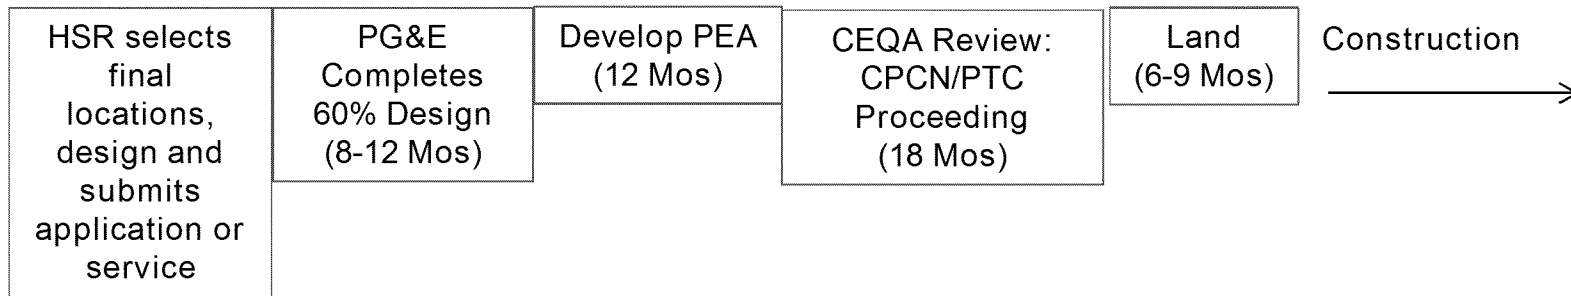 HSR selects
final
locations,
design and
submits
application or
service
PG&E
Completes
60% Design
(8-12 Mos)
Develop PEA
(12 Mos)
CEQA Review:
CPCN/PTC
Proceeding
(18 Mos)
Land
(6-9 Mos)
Construction